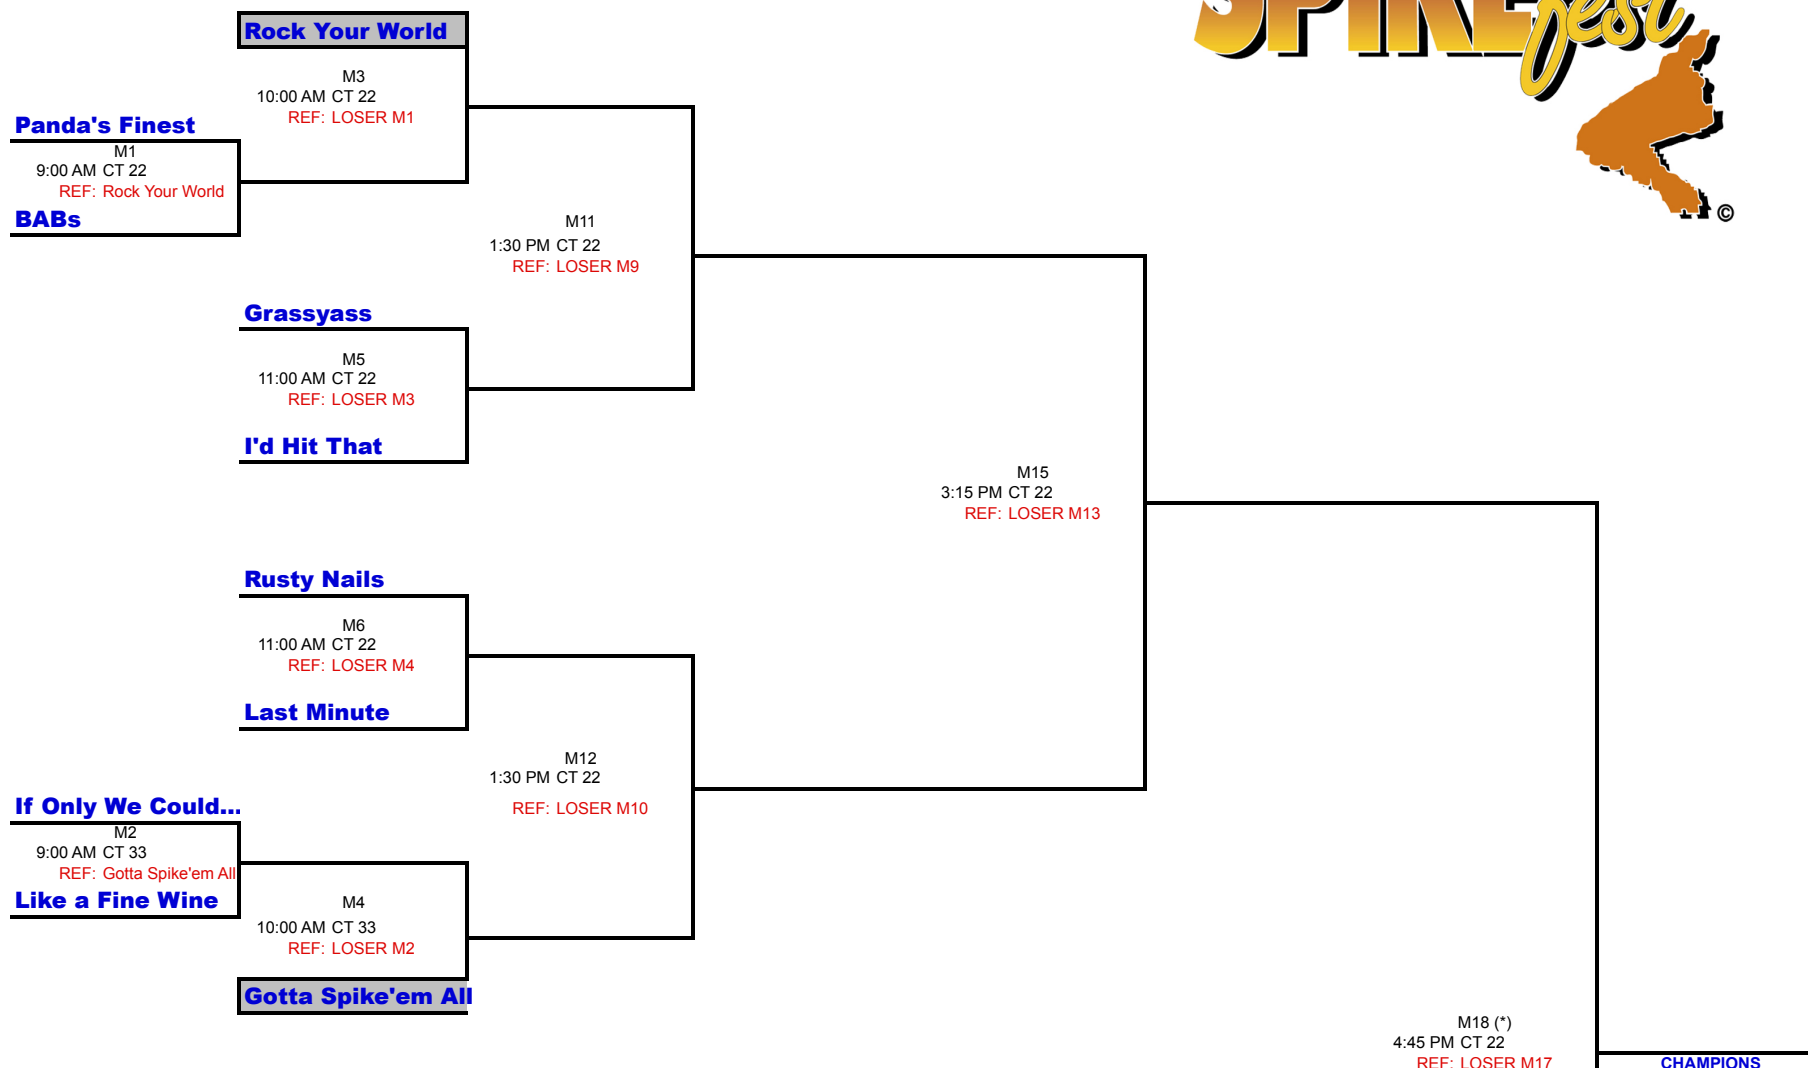 SPIKE fest
©
Rock Your World
M3
10:00 AM CT 22
REF: LOSER M1
Panda's Finest
M1
9:00 AM CT 22
REF: Rock Your World
BABs
M11
1:30 PM CT 22
REF: LOSER M9
Grassyass
M5
11:00 AM CT 22
REF: LOSER M3
I'd Hit That
M15
3:15 PM CT 22
REF: LOSER M13
Rusty Nails
M6
11:00 AM CT 22
REF: LOSER M4
Last Minute
M12
1:30 PM CT 22
REF: LOSER M10
If Only We Could...
M2
9:00 AM CT 33
REF: Gotta Spike'em All
Like a Fine Wine
M4
10:00 AM CT 33
REF: LOSER M2
Gotta Spike'em All
M18 (*)
4:45 PM CT 22
REF: LOSER M17
CHAMPIONS